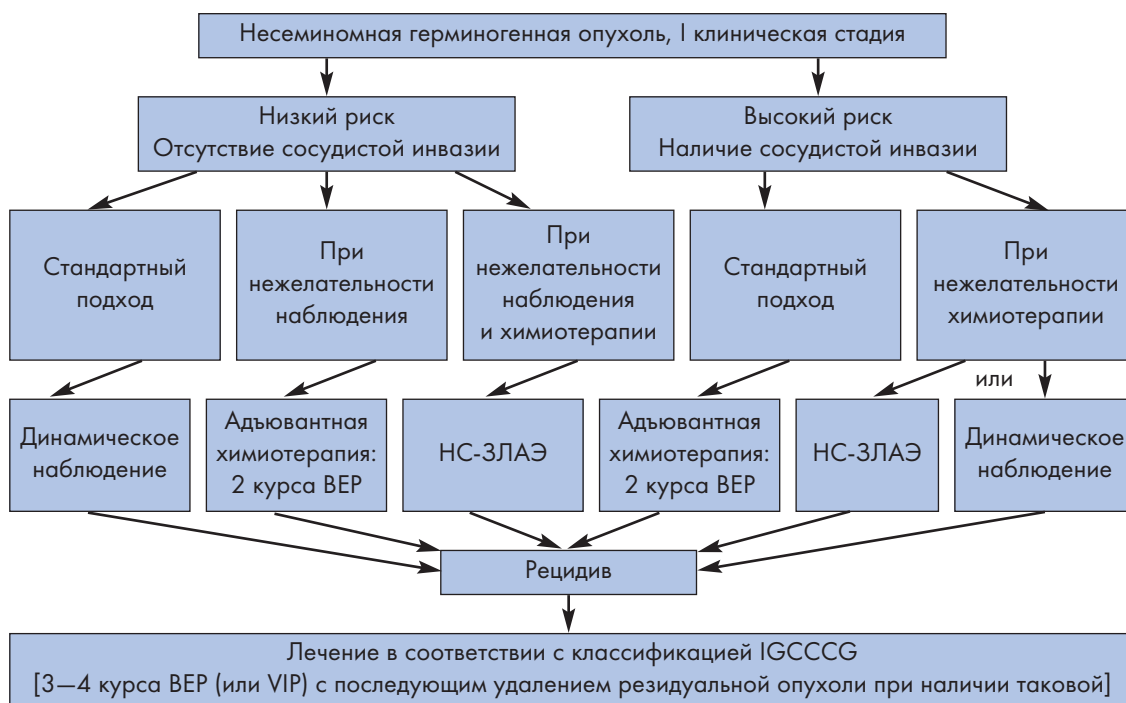 Несеминомная герминогенная опухоль, I клиническая стадия
Низкий риск
Отсутствие сосудистой инвазии
Высокий риск
Наличие сосудистой инвазии
Стандартный
подход
При
нежелательности
наблюдения
При
нежелательности
наблюдения
и химиотерапии
Стандартный
подход
При
нежелательности
химиотерапии
или
Динамическое
наблюдение
Адъювантная
химиотерапия:
2 курса BEP
НС-ЗЛАЭ
Адъювантная
химиотерапия:
2 курса BEP
НС-ЗЛАЭ
Динамическое
наблюдение
Рецидив
Лечение в соответствии с классификацией IGCCCG
[3—4 курса BEP (или VIP) с последующим удалением резидуальной опухоли при наличии таковой]